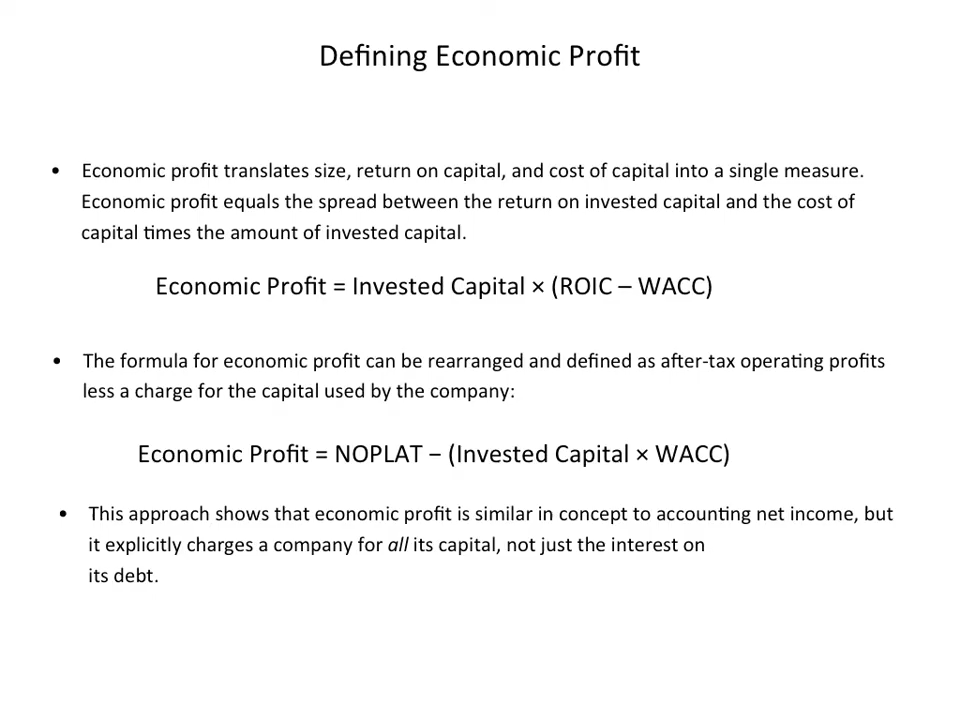 Defining Economic Profit
• Economic profit translates size, return on capital, and cost of capital into a single measure.
Economic profit equals the spread between the return on invested capital and the cost of
capital times the amount of invested capital.
Economic Profit = Invested Capital × (ROIC – WACC)
• The formula for economic profit can be rearranged and defined as after-tax operating profits
less a charge for the capital used by the company:
Economic Profit = NOPLAT − (Invested Capital × WACC)
• This approach shows that economic profit is similar in concept to accounting net income, but
it explicitly charges a company for all its capital, not just the interest on
its debt.